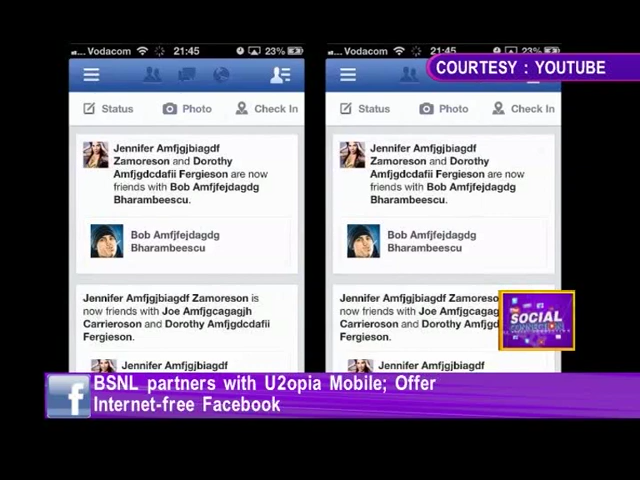 ... Vodacom 21:45 23%
... Vodacom 21:45 23%
COURTESY : YOUTUBE
Status Photo Check In
Status Photo Check In
Jennifer Amfjgjbiagdf
Zamoreson and Dorothy
Amfjgdcdafii Fergieson are now
friends with Bob Amfjfejdagdg
Bharambeescu.
Bob Amfjfejdagdg
Bharambeescu
Jennifer Amfjgjbiagdf Zamoreson is
now friends with Joe Amfjgcagagjh
Carrieroson and Dorothy Amfjgdcdafii
Fergieson.
Jennifer Amfjgjbiagdf
Jennifer Amfjgjbiagdf
Zamoreson and Dorothy
Amfjgdcdafii Fergieson are now
friends with Bob Amfjfejdagdg
Bharambeescu.
Bob Amfjfejdagdg
Bharambeescu
Jennifer Amfjgjbiagdf Zamoreson
now friends with Joe Amfjgcag
Carrieroson and Dorothy Amfjg
Fergieson.
Jennifer Amfjgjbiagdf
SOCIAL
CONNECTION
f
BSNL partners with U2opia Mobile; Offer
Internet-free Facebook